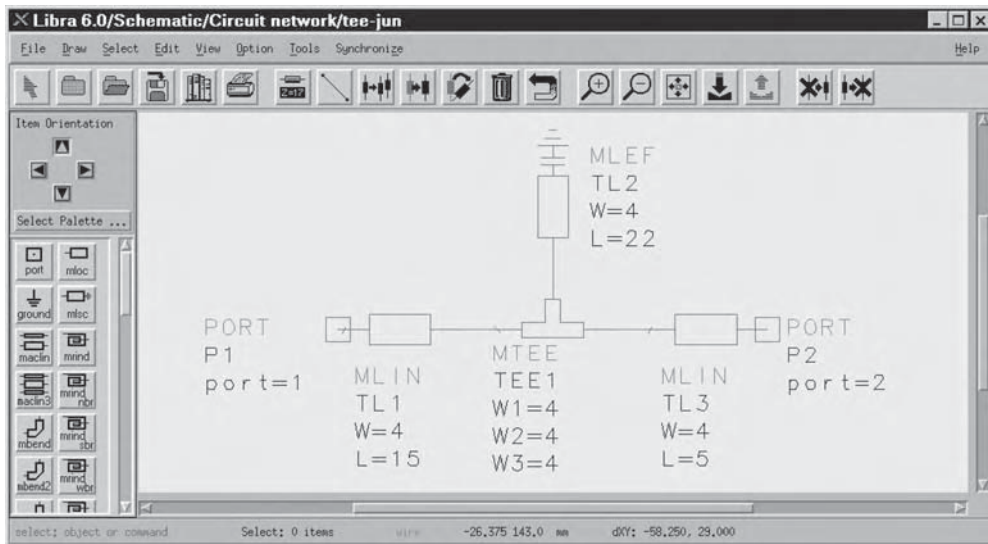 Libra 6.0/Schematic/Circuit network/tee-jun
File Draw Select Edit View Option Tools Synchronize Help
Z=1Z
Item Orientation
Select Palette ...
port mloc
ground mlsc
maclin mrind
maclin3 mrind nbr
mbend mrind sbr
mbend2 mrind wbr
MLEF
TL2
W=4
L=22
PORT
P1
port=1
MLIN
TL1
W=4
L=15
MTEE
TEE1
W1=4
W2=4
W3=4
MLIN
TL3
W=4
L=5
PORT
P2
port=2
select: object or command Select: 0 items wire -26.375 143.0 mm dXY: -58.250, 29.000